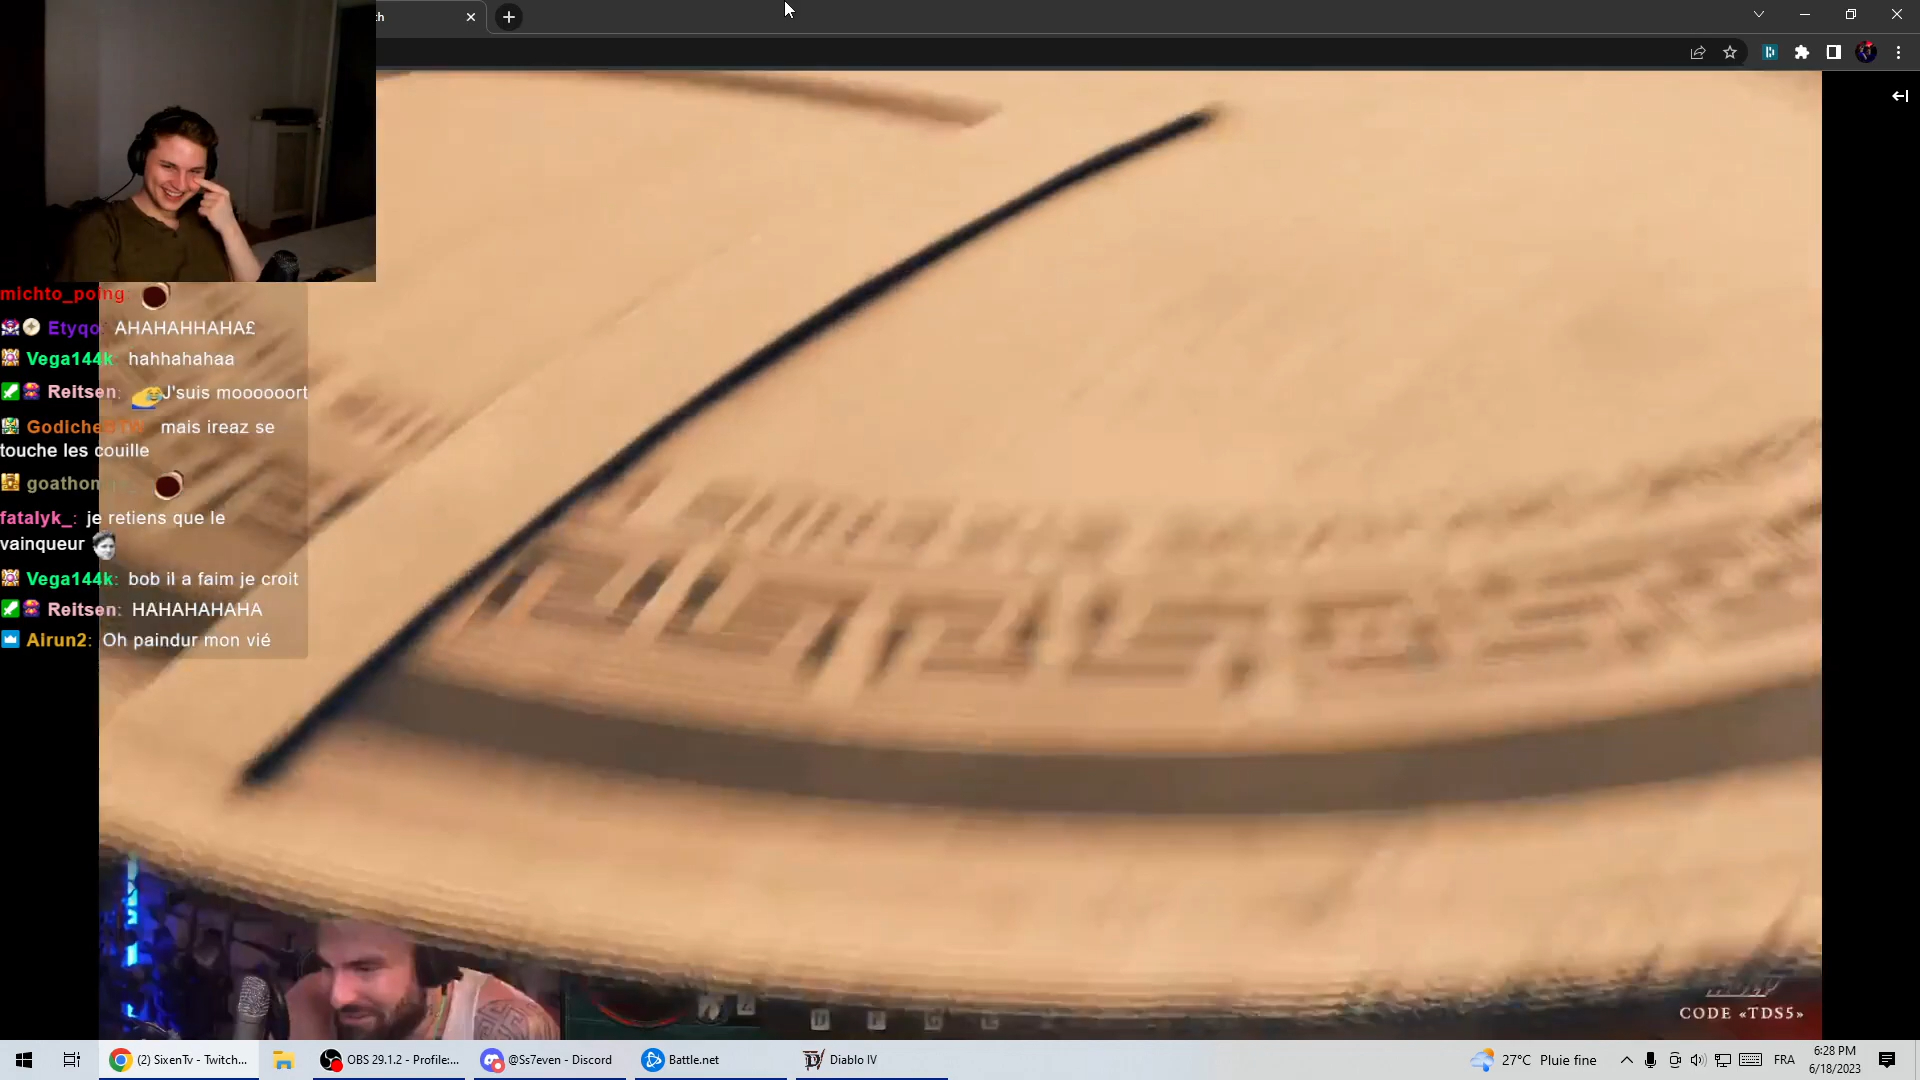 th
michto_poing:
Etyqo: AHAHAHHAHA£
Vega144k: hahhahahaa
Reitsen: J'suis moooooort
mais ireaz se
touche les couille
fatalyk_: je retiens que le
vainqueur
Vega144k: bob il a faim je croit
Reitsen: HAHAHAHAHA
Airun2: Oh paindur mon vié
CODE «TDS5»
(2) SixenTv - Twitch...
OBS 29.1.2 - Profile:...
@Ss7even - Discord
Battle.net
Diablo IV
27°C Pluie fine
FRA
6:28 PM
6/18/2023